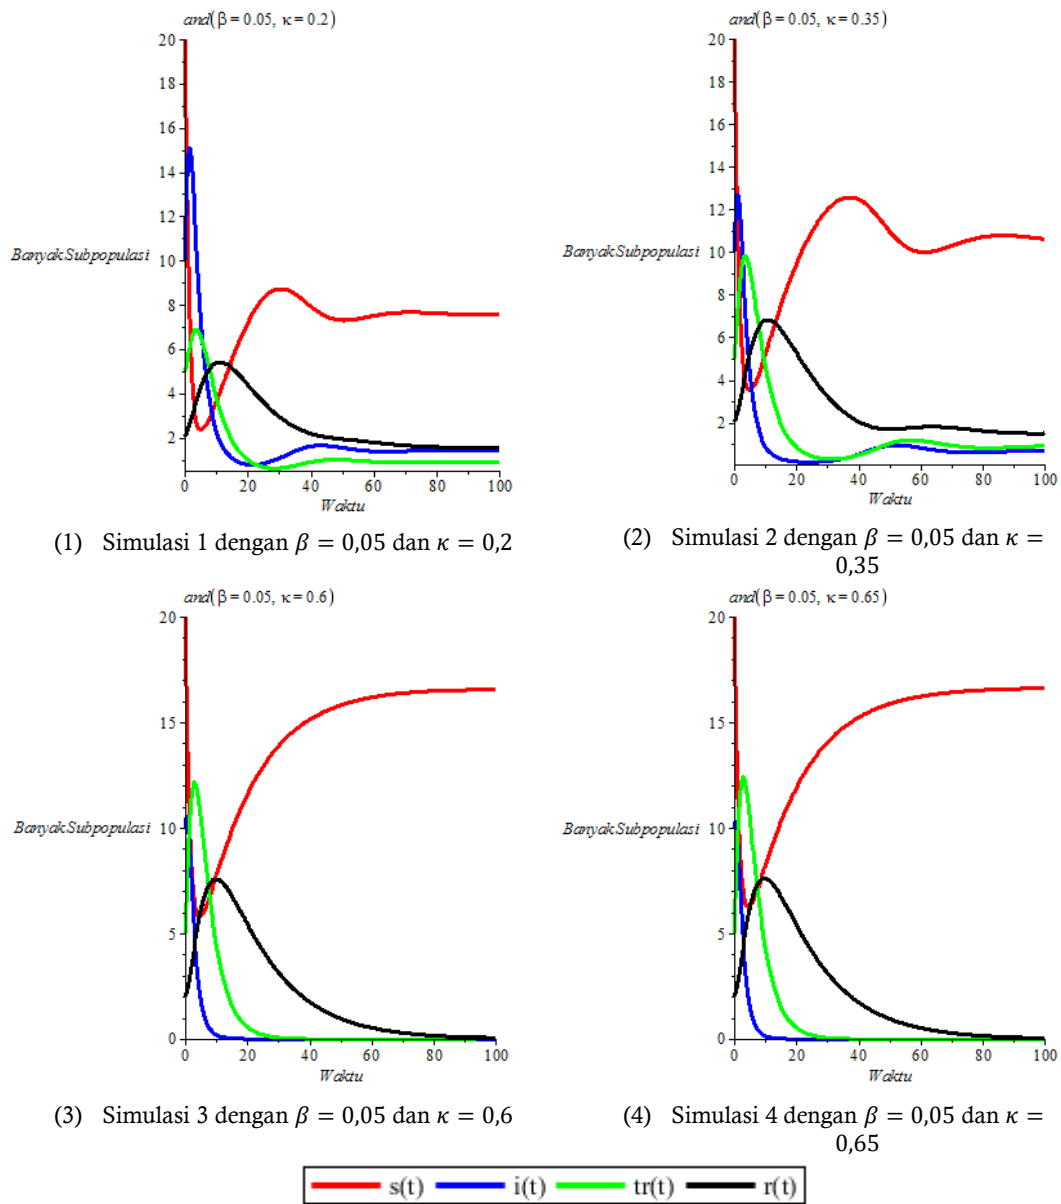 and(β = 0.05, κ = 0.2)
20
18
16
14
12
10
8
6
4
2
BanyakSubpopulasi
0 20 40 60 80 100
Waktu
(1) Simulasi 1 dengan β = 0,05 dan κ = 0,2
and(β = 0.05, κ = 0.35)
20
18
16
14
12
10
8
6
4
2
BanyakSubpopulasi
0 20 40 60 80 100
Waktu
(2) Simulasi 2 dengan β = 0,05 dan κ =
0,35
and(β = 0.05, κ = 0.6)
20
15
10
5
0
BanyakSubpopulasi
0 20 40 60 80 100
Waktu
(3) Simulasi 3 dengan β = 0,05 dan κ = 0,6
and(β = 0.05, κ = 0.65)
20
15
10
5
0
BanyakSubpopulasi
0 20 40 60 80 100
Waktu
(4) Simulasi 4 dengan β = 0,05 dan κ =
0,65
s(t) i(t) tr(t) r(t)